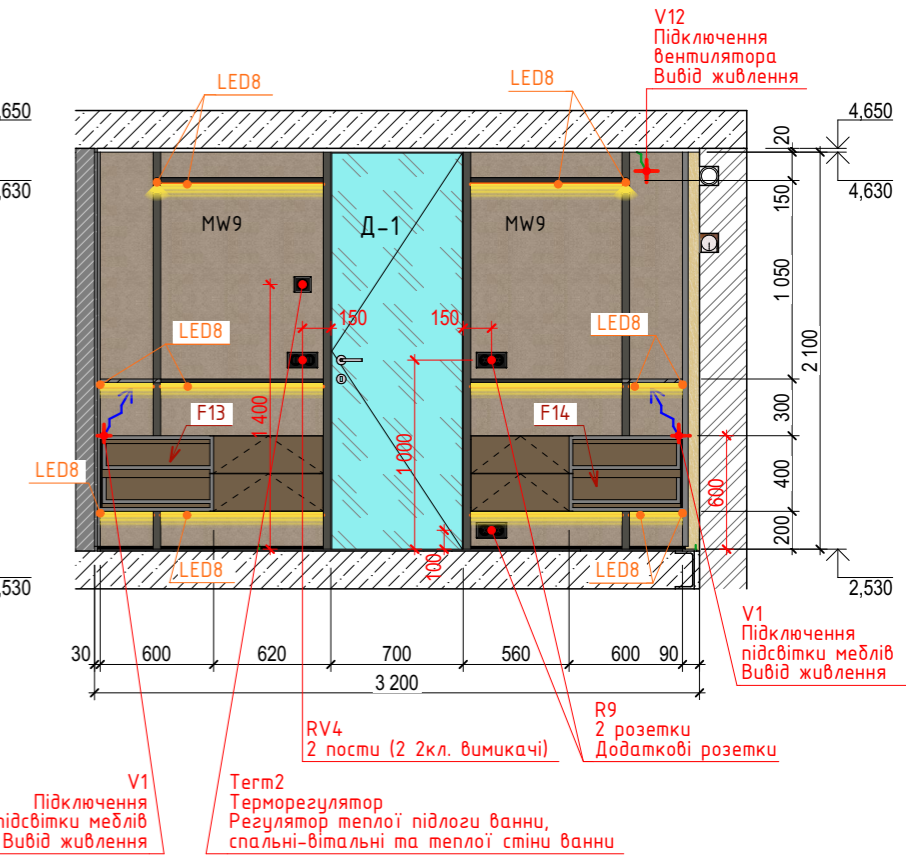 V12
Підключення
вентилятора
Вивід живлення
LED8
LED8
,650
4,650
20
,630
4,630
150
MW9
Д-1
MW9
1 050
2 100
150
150
LED8
LED8
300
F13
F14
1 400
1 000
400
600
LED8
200
100
LED8
LED8
,530
2,530
V1
Підключення
підсвітки меблів
Вивід живлення
30
600
620
700
560
600
90
3 200
RV4
2 пости (2 2кл. вимикачі)
R9
2 розетки
Додаткові розетки
V1
Підключення
підсвітки меблів
Вивід живлення
Term2
Терморегулятор
Регулятор теплої підлоги ванни,
спальні-вітальні та теплої стіни ванни